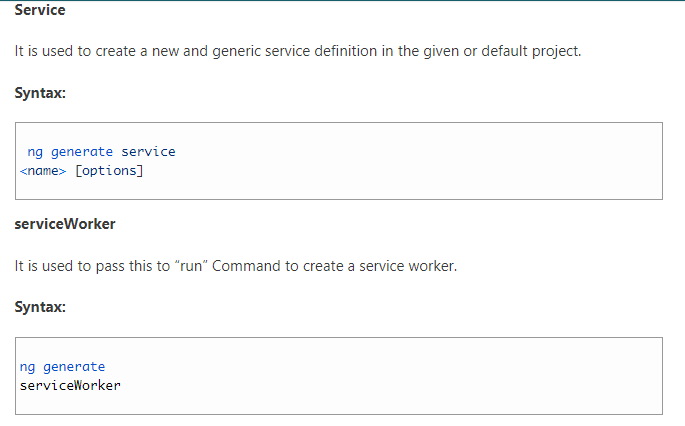 Service
It is used to create a new and generic service definition in the given or default project.
Syntax:
ng generate service
<name> [options]
serviceWorker
It is used to pass this to “run” Command to create a service worker.
Syntax:
ng generate
serviceWorker